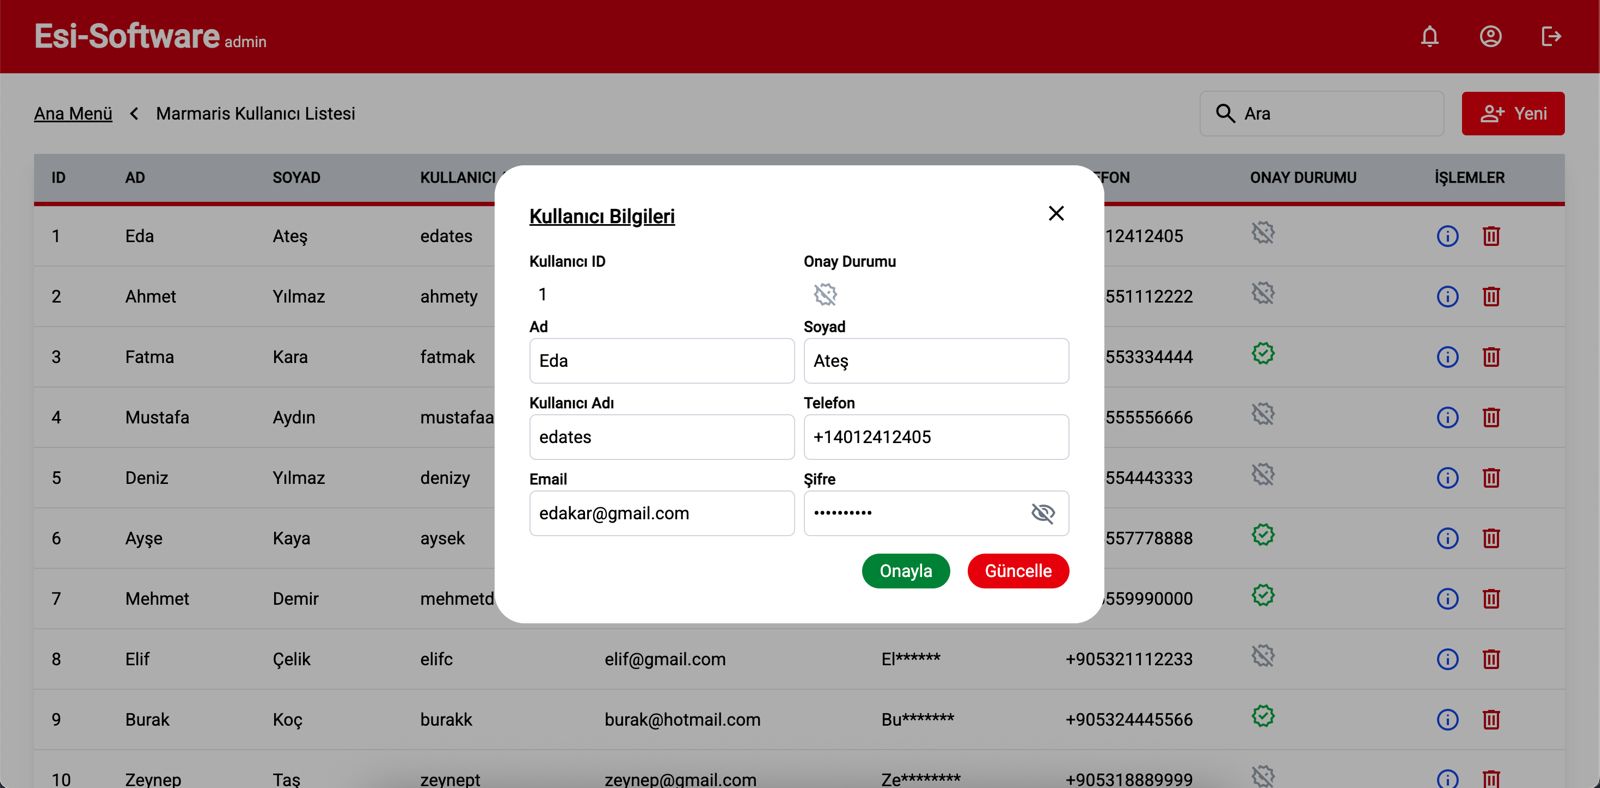 Esi-Software admin
Ana Menü Marmaris Kullanıcı Listesi Ara Yeni
ID AD SOYAD KULLANICI FON ONAY DURUMU İŞLEMLER
Kullanıcı Bilgileri
1 Eda Ateş edates 12412405
Kullanıcı ID Onay Durumu
1
2 Ahmet Yılmaz ahmety 551112222
Ad Soyad
Eda Ateş
3 Fatma Kara fatmak 553334444
Kullanıcı Adı Telefon
4 Mustafa Aydın mustafaa 555556666
edates +14012412405
Email Şifre
5 Deniz Yılmaz denizy 554443333
edakar@gmail.com ••••••••••
6 Ayşe Kaya aysek 557778888
Onayla Güncelle
7 Mehmet Demir mehmetd 559990000
8 Elif Çelik elifc elif@gmail.com El****** +905321112233
9 Burak Koç burakk burak@hotmail.com Bu******* +905324445566
10 Zeynep Taş zeynept zeynep@gmail.com Ze******** +905318889999